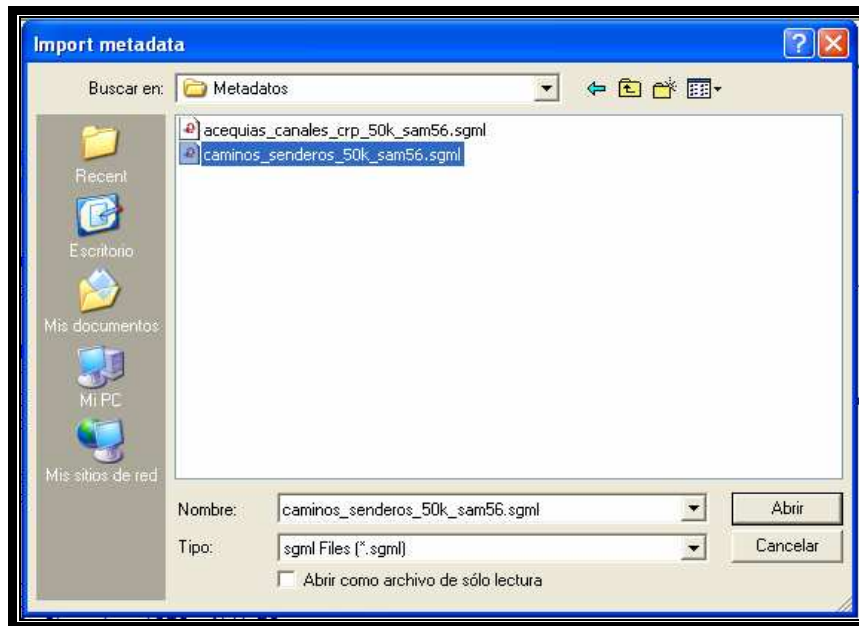 Import metadata
Buscar en: Metadatos
acequias_canales_crp_50k_sam56.sgml
caminos_senderos_50k_sam56.sgml
Recent
Escritorio
Mis documentos
Mi PC
Mis sitios de red
Nombre: caminos_senderos_50k_sam56.sgml Abrir
Tipo: sgml Files (*.sgml) Cancelar
Abrir como archivo de sólo lectura